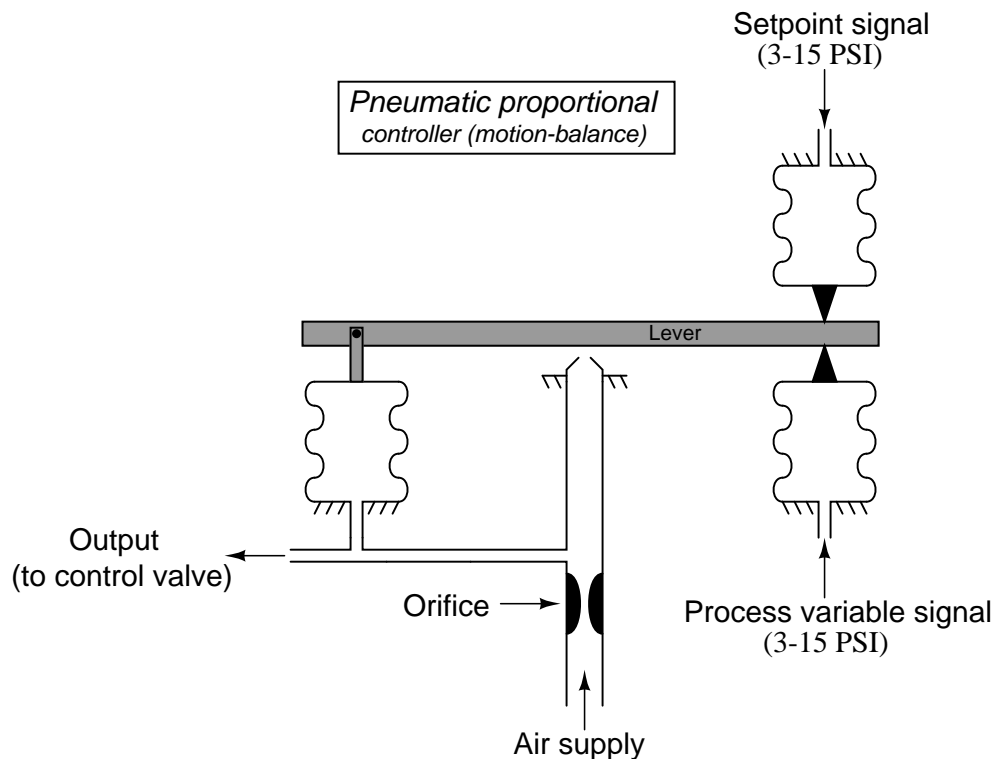 Setpoint signal
(3-15 PSI)
Pneumatic proportional
controller (motion-balance)
Lever
Output
(to control valve)
Orifice
Process variable signal
(3-15 PSI)
Air supply